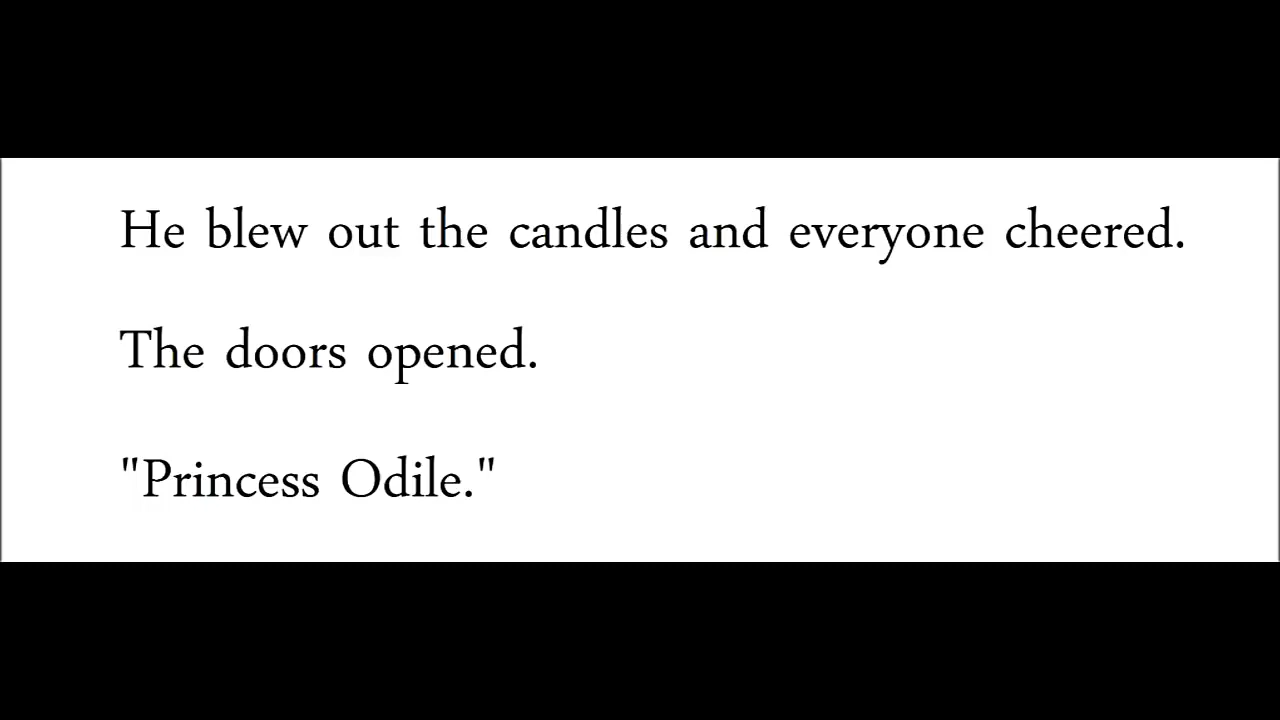 He blew out the candles and everyone cheered.
The doors opened.
"Princess Odile."